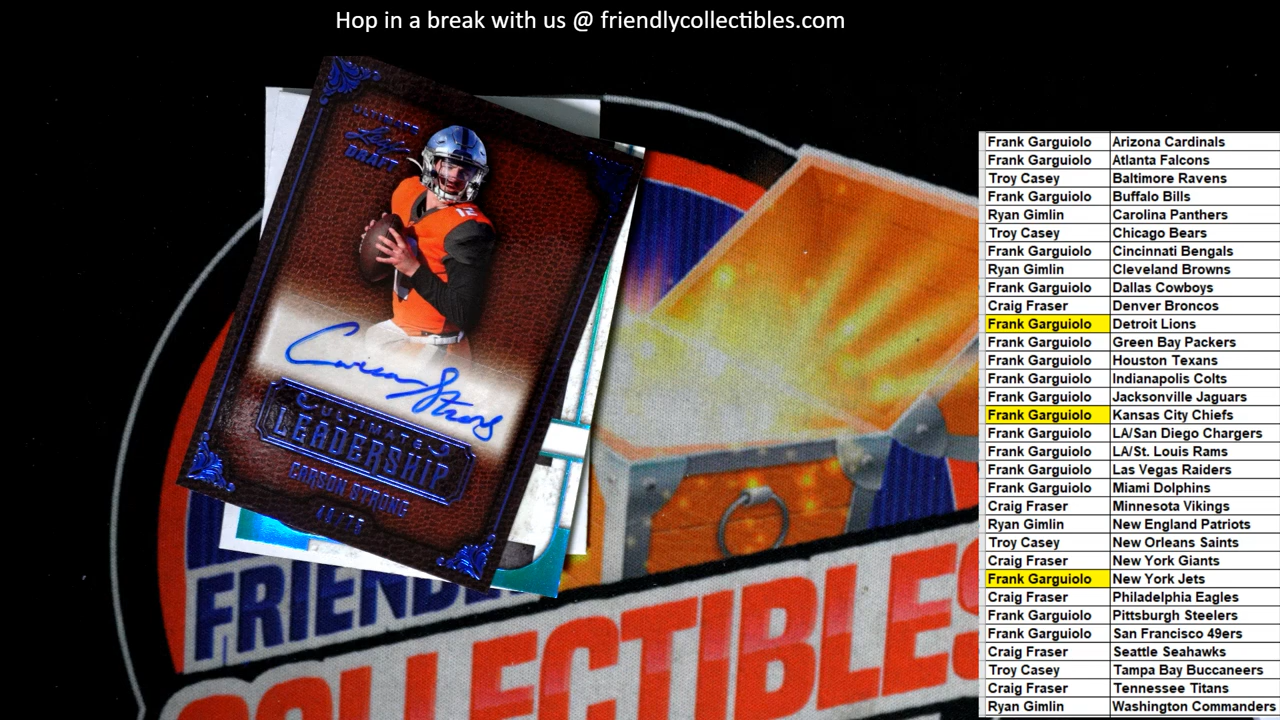 Hop in a break with us @ friendlycollectibles.com
ULTIMATE
Leaf
DRAFT
12
Carson Strong
ULTIMATE
LEADERSHIP
CARSON STRONG
COLLECTIBLES
Frank Garguiolo Arizona Cardinals
Frank Garguiolo Atlanta Falcons
Troy Casey Baltimore Ravens
Frank Garguiolo Buffalo Bills
Ryan Gimlin Carolina Panthers
Troy Casey Chicago Bears
Frank Garguiolo Cincinnati Bengals
Ryan Gimlin Cleveland Browns
Frank Garguiolo Dallas Cowboys
Craig Fraser Denver Broncos
Frank Garguiolo Detroit Lions
Frank Garguiolo Green Bay Packers
Frank Garguiolo Houston Texans
Frank Garguiolo Indianapolis Colts
Frank Garguiolo Jacksonville Jaguars
Frank Garguiolo Kansas City Chiefs
Frank Garguiolo LA/San Diego Chargers
Frank Garguiolo LA/St. Louis Rams
Frank Garguiolo Las Vegas Raiders
Frank Garguiolo Miami Dolphins
Craig Fraser Minnesota Vikings
Ryan Gimlin New England Patriots
Troy Casey New Orleans Saints
Craig Fraser New York Giants
Frank Garguiolo New York Jets
Craig Fraser Philadelphia Eagles
Frank Garguiolo Pittsburgh Steelers
Frank Garguiolo San Francisco 49ers
Craig Fraser Seattle Seahawks
Troy Casey Tampa Bay Buccaneers
Craig Fraser Tennessee Titans
Ryan Gimlin Washington Commanders